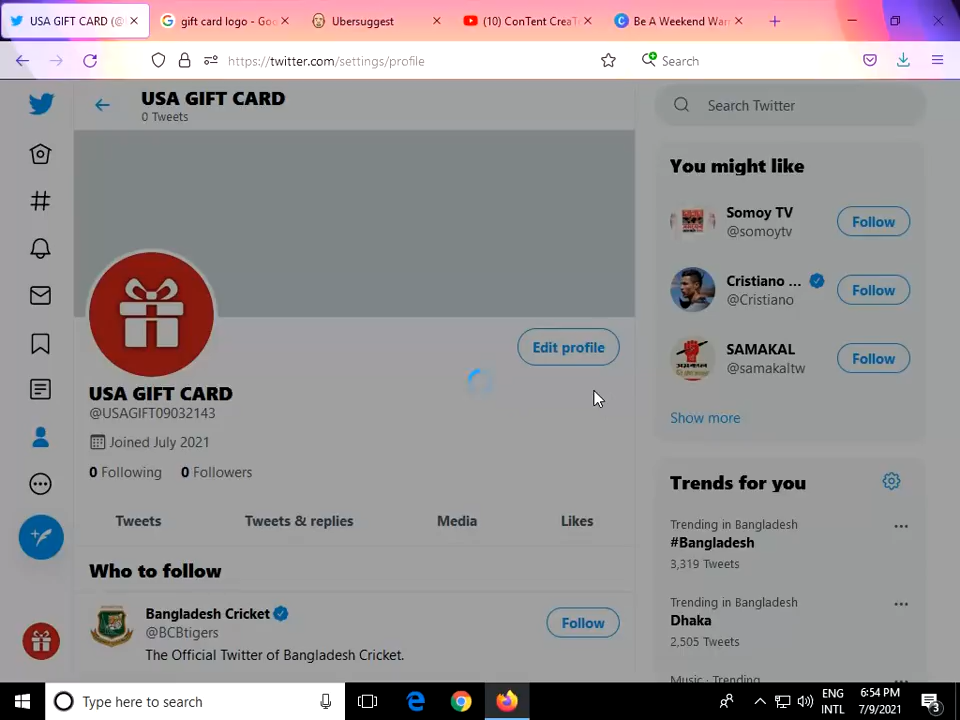 USA GIFT CARD (@
gift card logo - Goo
Ubersuggest
(10) ConTent Creat
Be A Weekend Warr
https://twitter.com/settings/profile
Search
USA GIFT CARD
0 Tweets
Search Twitter
You might like
Somoy TV
@somoytv
Follow
Cristiano ...
@Cristiano
Follow
SAMAKAL
@samakaltw
Follow
Show more
Edit profile
USA GIFT CARD
@USAGIFT09032143
Joined July 2021
0 Following 0 Followers
Tweets Tweets & replies Media Likes
Who to follow
Bangladesh Cricket
@BCBtigers
The Official Twitter of Bangladesh Cricket.
Follow
Trends for you
Trending in Bangladesh
#Bangladesh
3,319 Tweets
Trending in Bangladesh
Dhaka
2,505 Tweets
Music · Trending
Type here to search
ENG
INTL
6:54 PM
7/9/2021
3